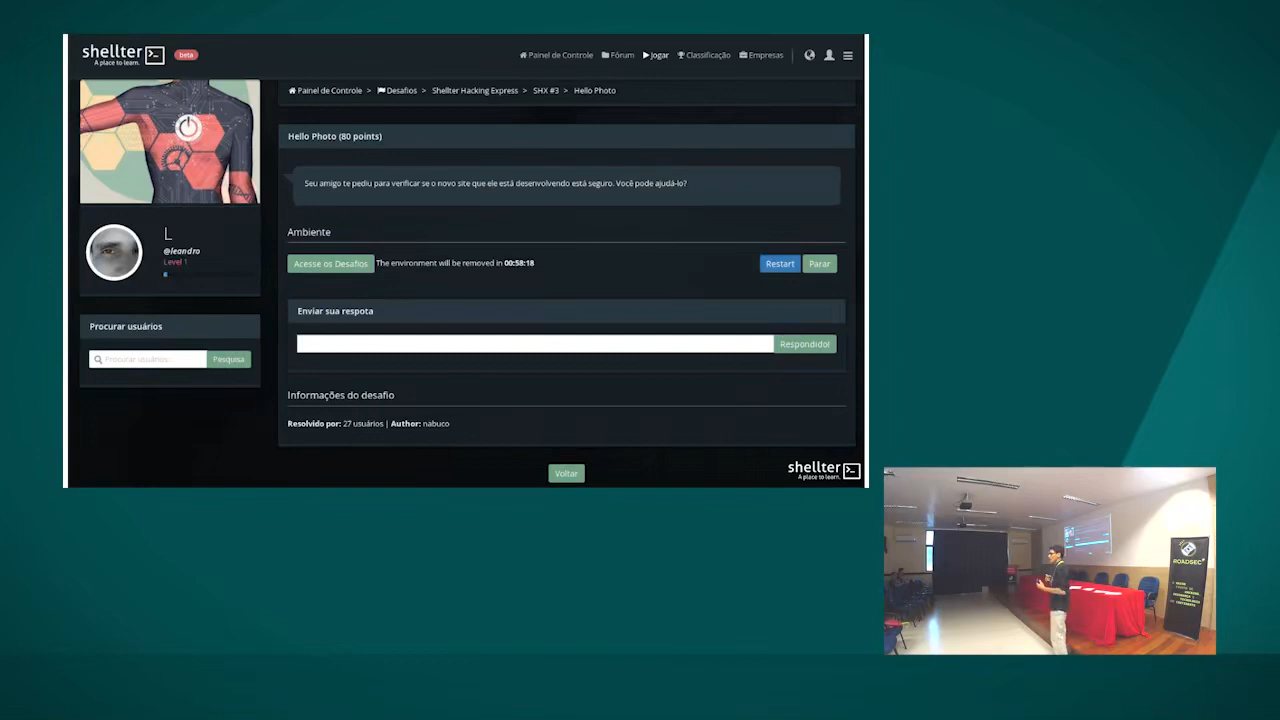 shellter
A place to learn.
beta
Painel de Controle
Fórum
Jogar
Classificação
Empresas
Painel de Controle > Desafios > Shellter Hacking Express > SHX #3 > Hello Photo
Hello Photo (80 points)
Seu amigo te pediu para verificar se o novo site que ele está desenvolvendo está seguro. Você pode ajudá-lo?
L
@leandro
Level 1
Ambiente
Acesse os Desafios
The environment will be removed in 00:58:18
Restart
Parar
Enviar sua respota
Respondido!
Procurar usuários
Procurar usuários
Pesquisa
Informações do desafio
Resolvido por: 27 usuários | Author: nabuco
Voltar
shellter
A place to learn.
ROADSEC